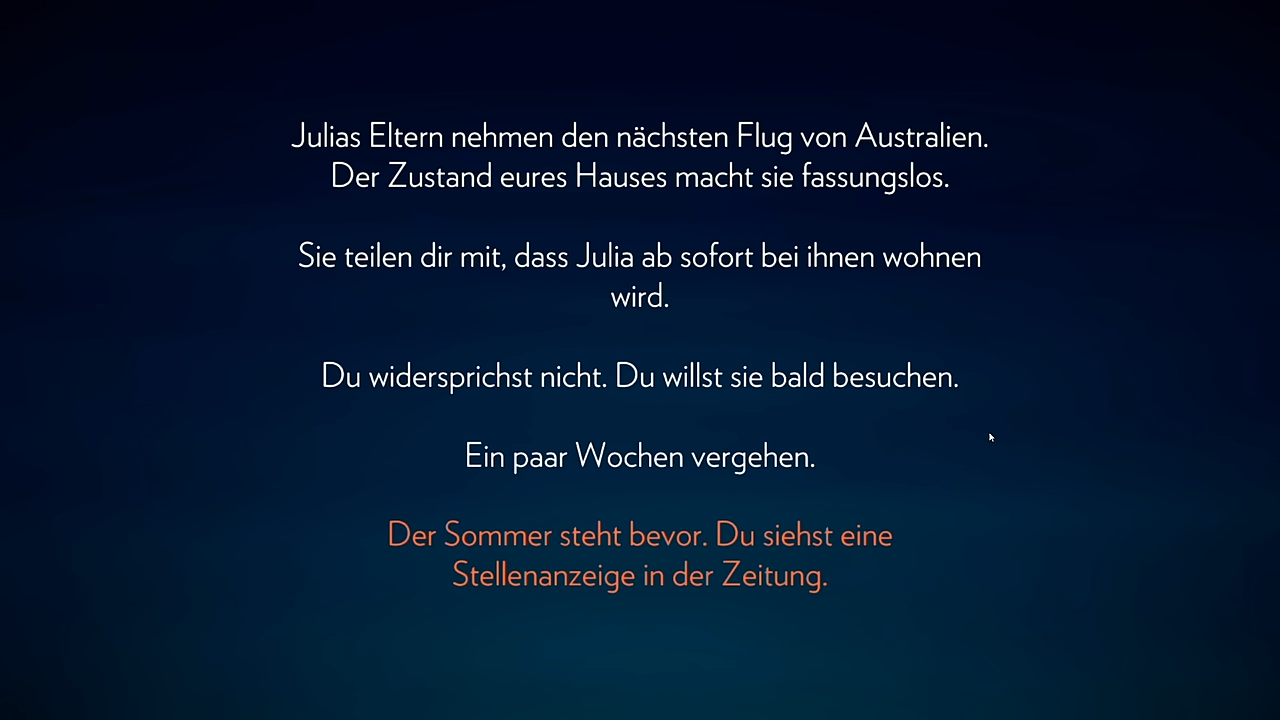 Julias Eltern nehmen den nächsten Flug von Australien.
Der Zustand eures Hauses macht sie fassungslos.
Sie teilen dir mit, dass Julia ab sofort bei ihnen wohnen
wird.
Du widersprichst nicht. Du willst sie bald besuchen.
Ein paar Wochen vergehen.
Der Sommer steht bevor. Du siehst eine
Stellenanzeige in der Zeitung.